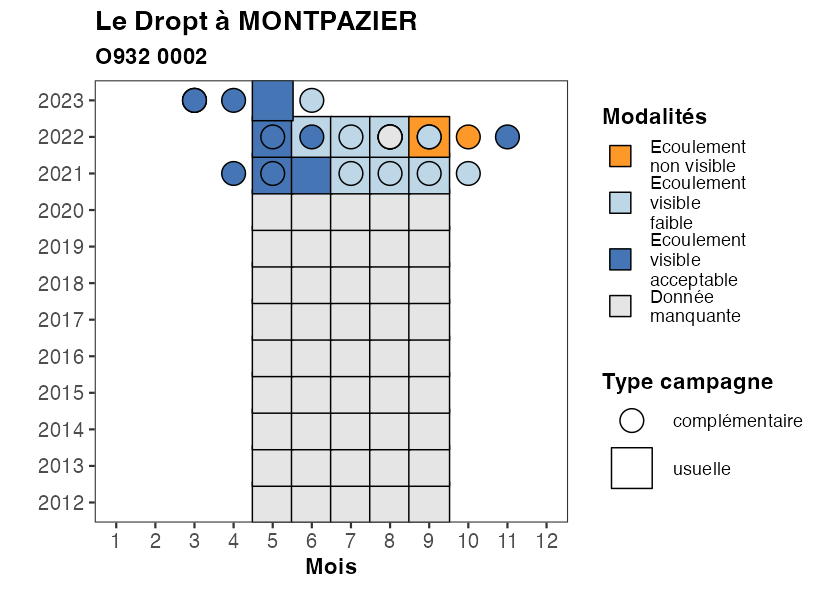 Le Dropt à MONTPAZIER
O932 0002
2023
2022
2021
2020
2019
2018
2017
2016
2015
2014
2013
2012
1 2 3 4 5 6 7 8 9 10 11 12
Mois
Modalités
Ecoulement
non visible
Ecoulement
visible
faible
Ecoulement
visible
acceptable
Donnée
manquante
Type campagne
complémentaire
usuelle